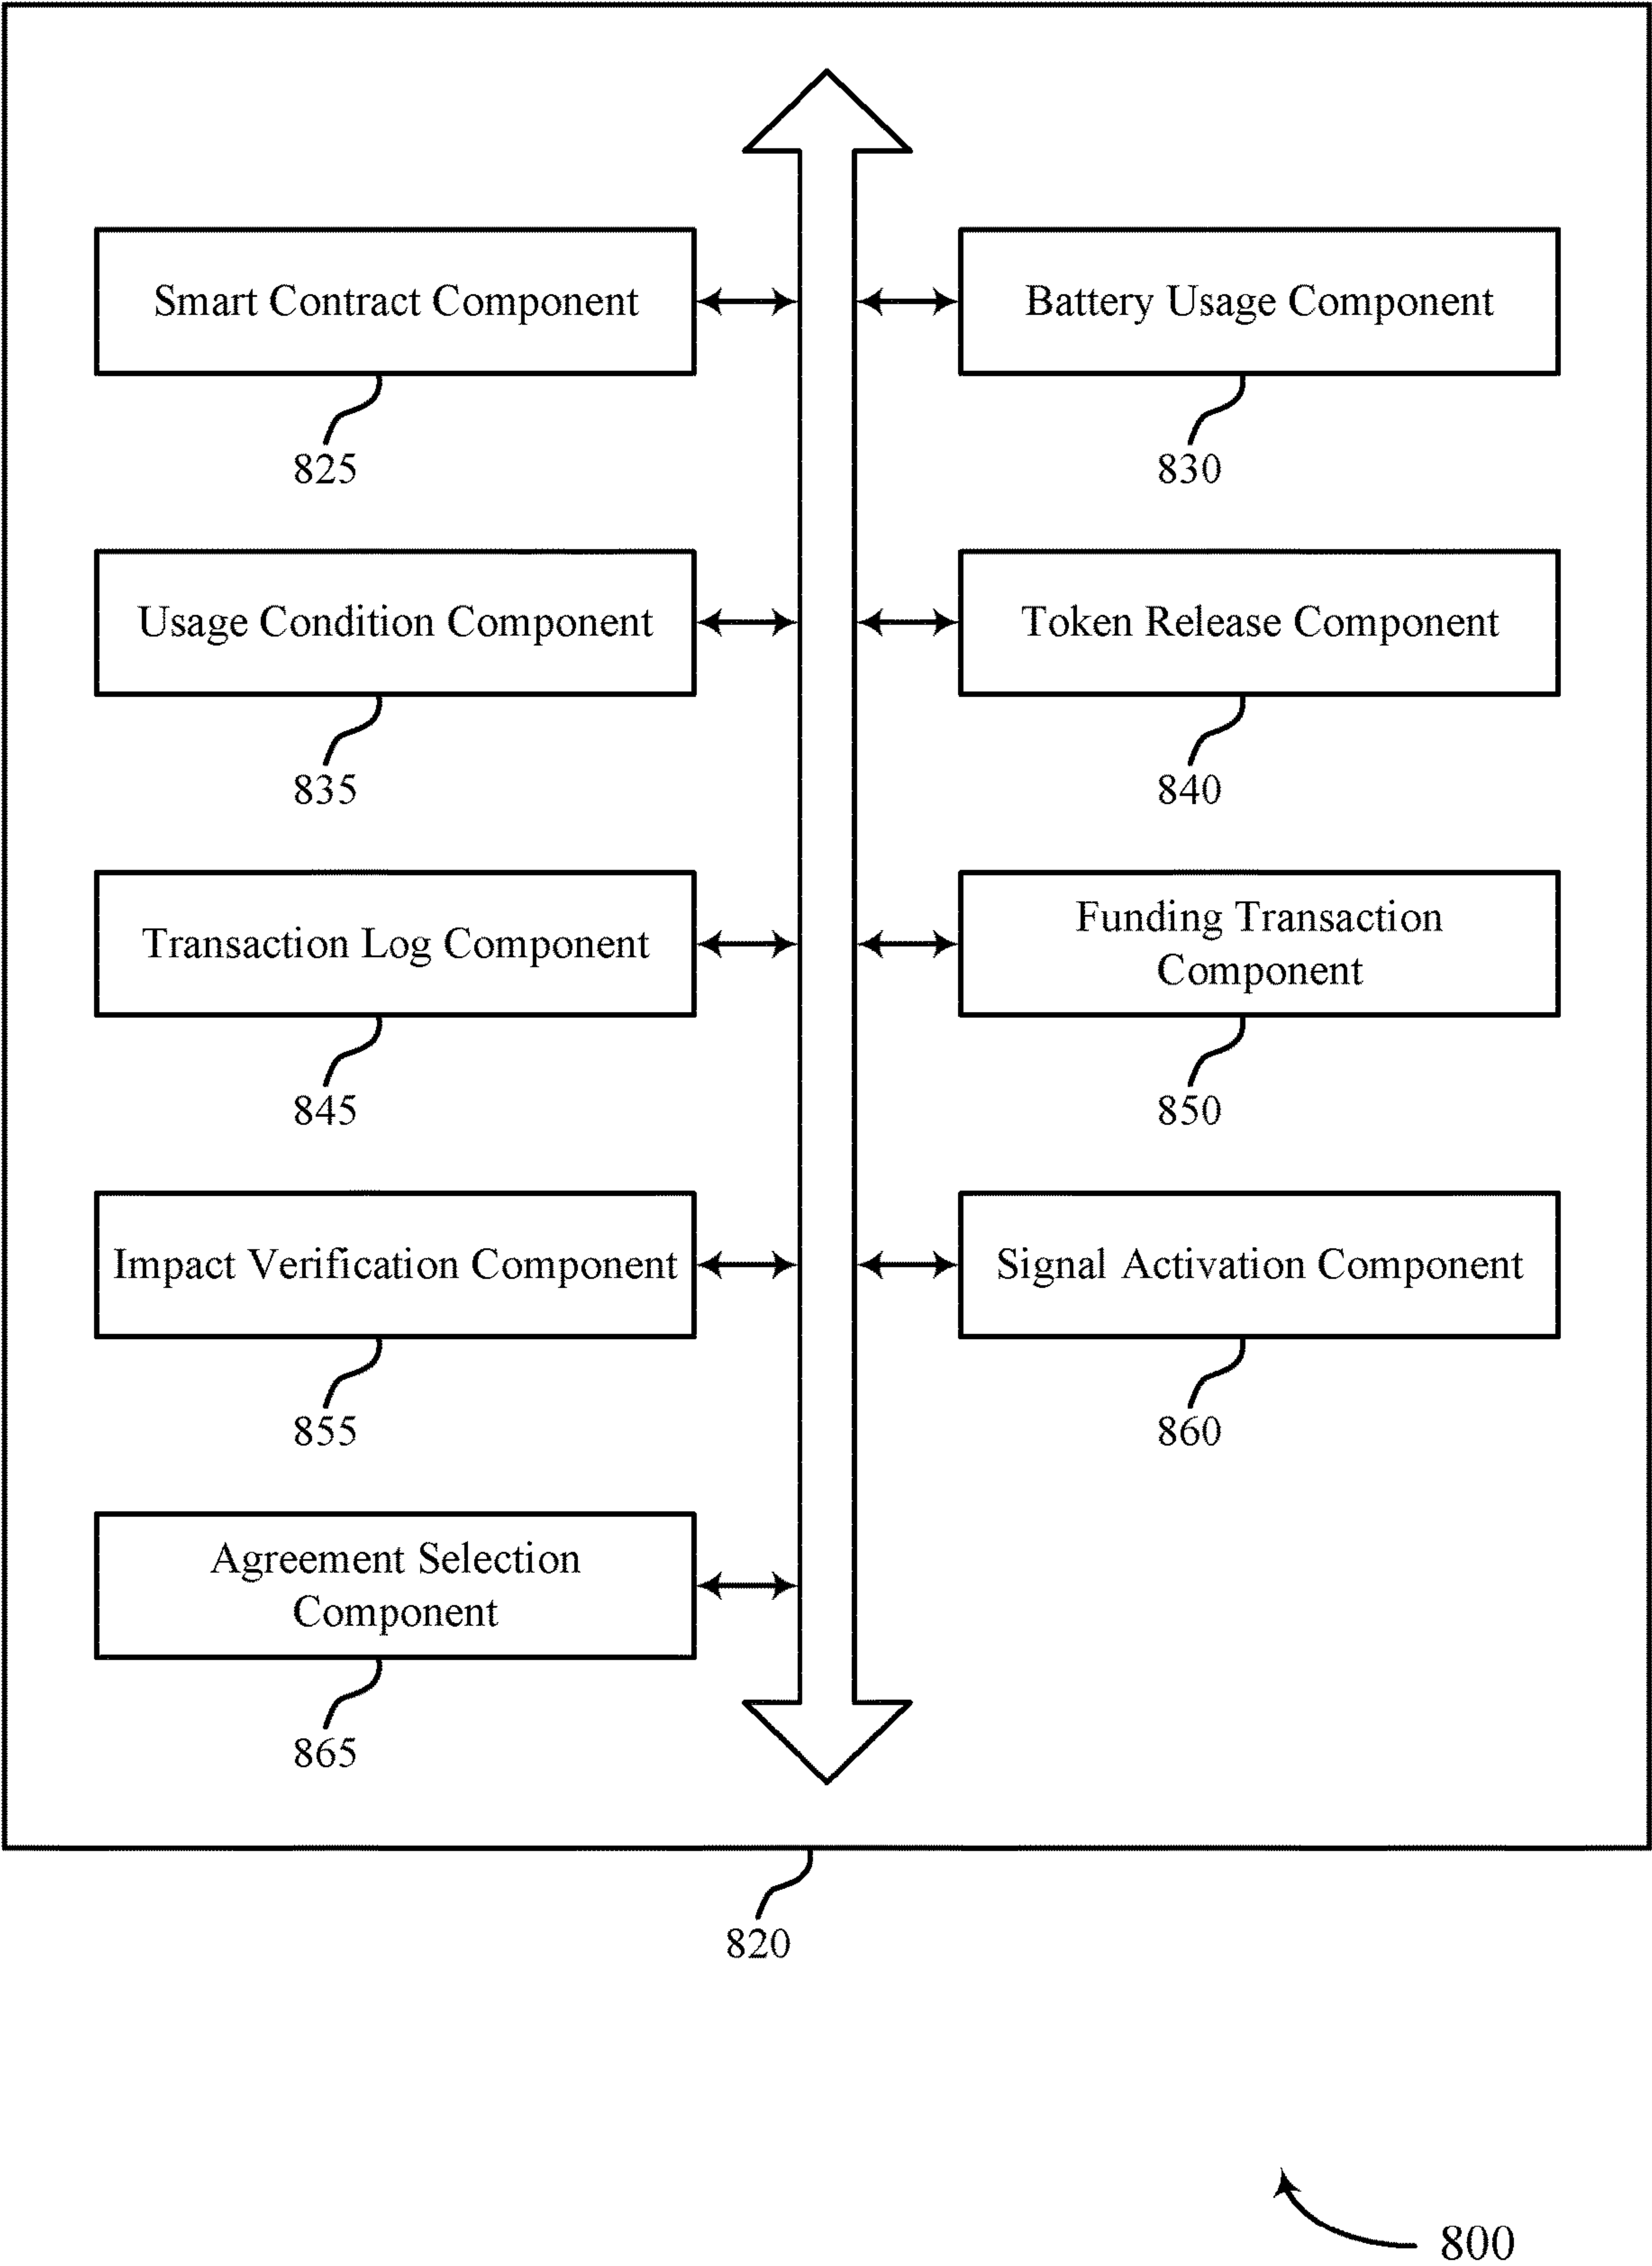 Smart Contract Component
Battery Usage Component
825
830
Usage Condition Component
Token Release Component
835
840
Transaction Log Component
Funding Transaction
Component
845
850
Impact Verification Component
Signal Activation Component
855
860
Agreement Selection
Component
865
820
800